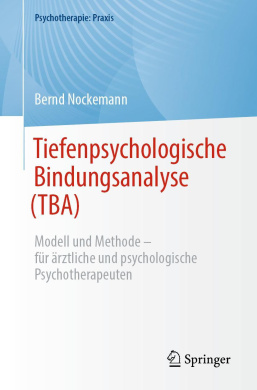 Psychotherapie: Praxis
Bernd Nockemann
Tiefenpsychologische
Bindungsanalyse
(TBA)
Modell und Methode –
für ärztliche und psychologische
Psychotherapeuten
Springer